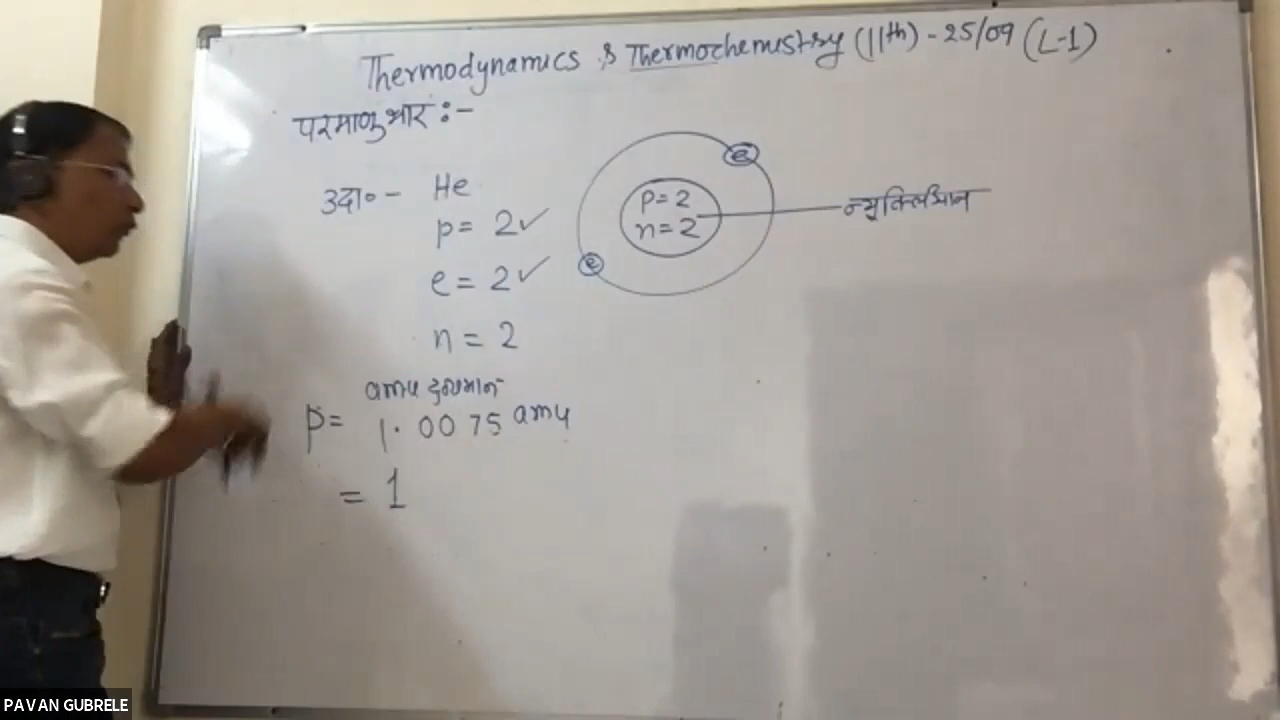 Thermodynamics & Thermochemistry (11th) - 25/09 (L-1)
परमाणु भार :-
उदा० - He
p = 2 ✓
e = 2 ✓
n = 2
e
P = 2
n = 2
e
न्यूक्लिआन
amu द्रव्यमान
p = 1.0075 amu
= 1
PAVAN GUBRELE